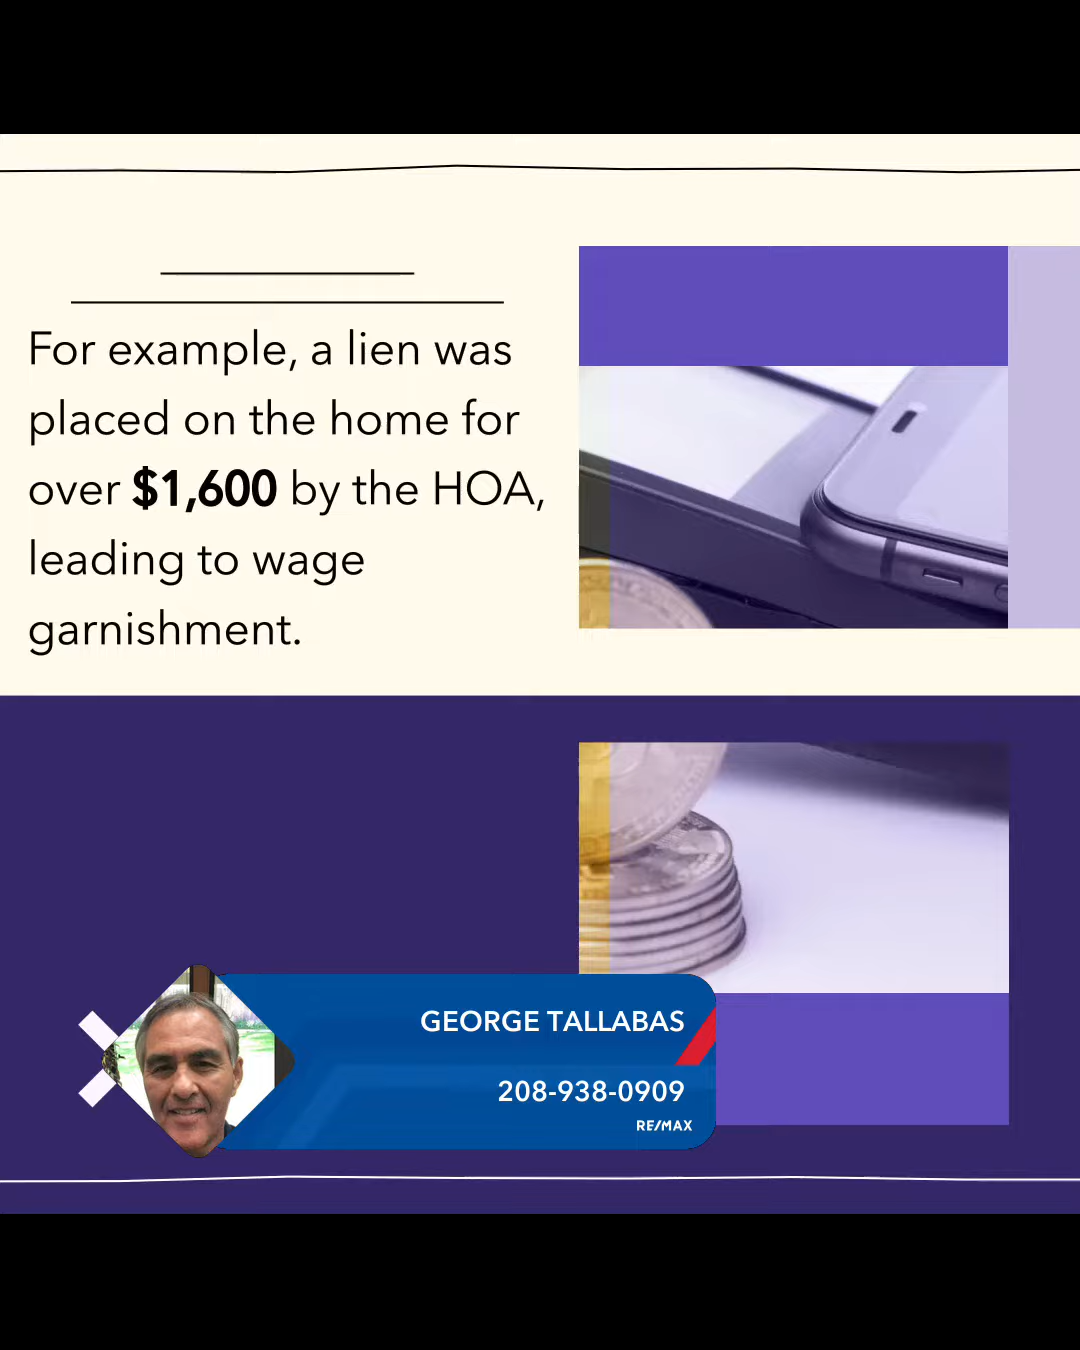 For example, a lien was
placed on the home for
over $1,600 by the HOA,
leading to wage
garnishment.
GEORGE TALLABAS
208-938-0909
RE/MAX